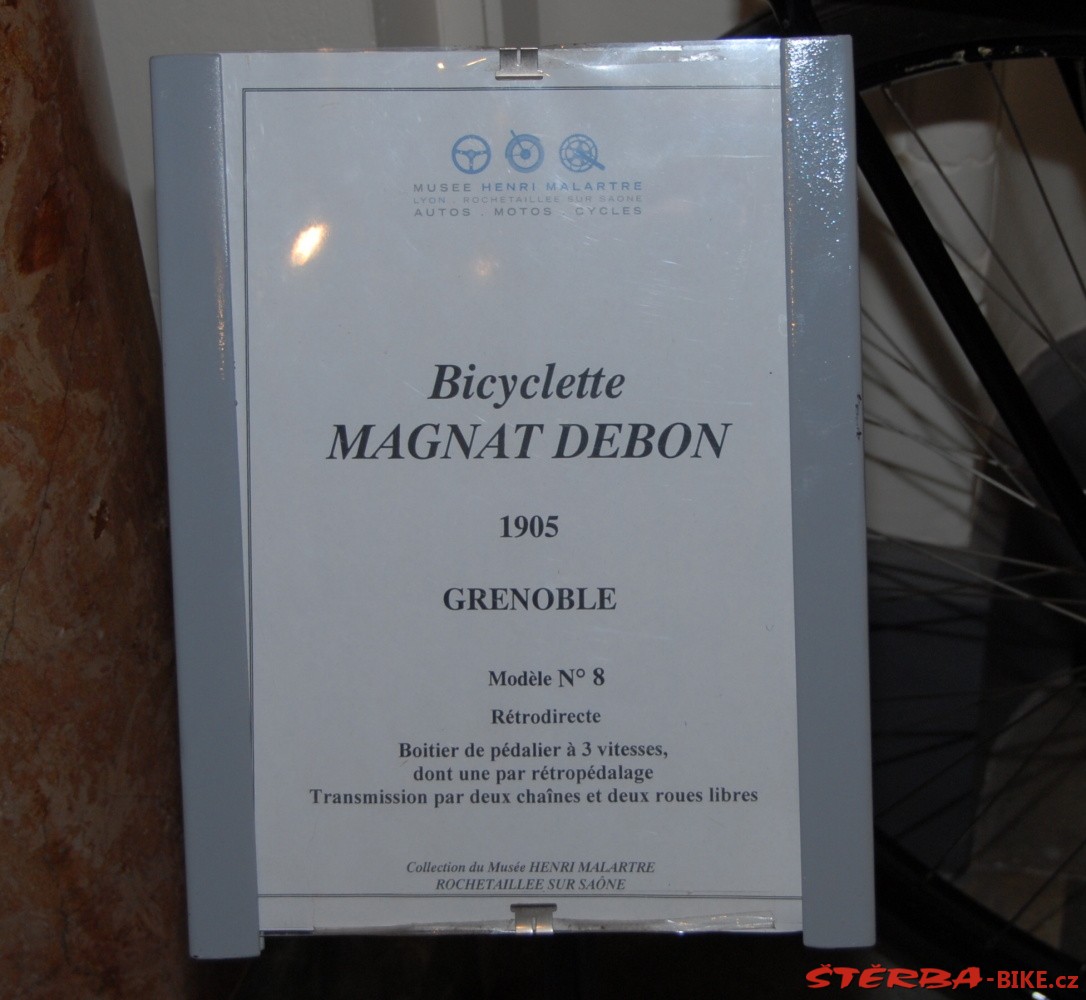 MUSEE HENRI MALARTRE
LYON . ROCHETAILLEE SUR SAONE
AUTOS . MOTOS . CYCLES
Bicyclette
MAGNAT DEBON
1905
GRENOBLE
Modèle N° 8
Rétrodirecte
Boitier de pédalier à 3 vitesses,
dont une par rétropédalage
Transmission par deux chaînes et deux roues libres
Collection du Musée HENRI MALARTRE
ROCHETAILLEE SUR SAÔNE
ŠTĚRBA-BIKE.cz